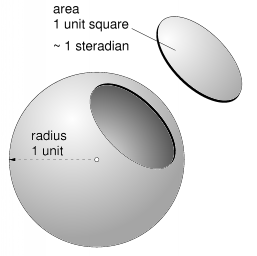 area
1 unit square
~ 1 steradian
radius
1 unit